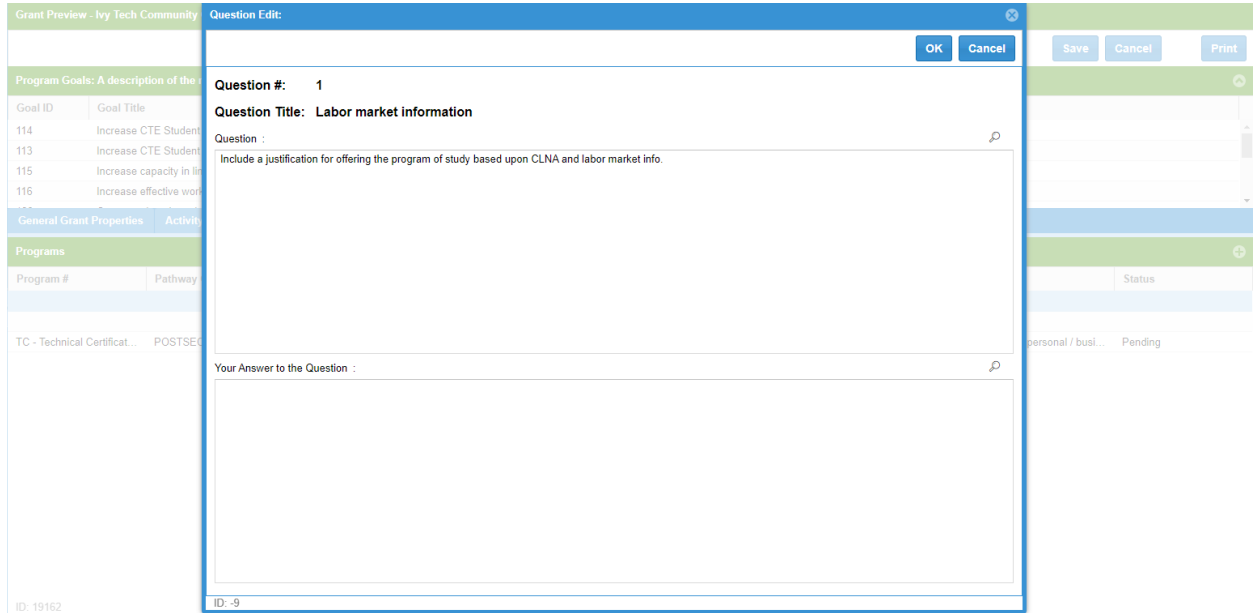 Grant Preview - Ivy Tech Community
Question Edit:
OK
Cancel
Save
Cancel
Print
Program Goals: A description of the
Goal ID
Goal Title
114
Increase CTE Student
113
Increase CTE Student
115
Increase capacity in lin
116
Increase effective work
Question #: 1
Question Title: Labor market information
Question :
Include a justification for offering the program of study based upon CLNA and labor market info.
General Grant Properties
Activity
Programs
Program #
Pathway
Status
TC - Technical Certificat...
POSTSEC
personal / busi...
Pending
Your Answer to the Question :
ID: 19162
ID: -9